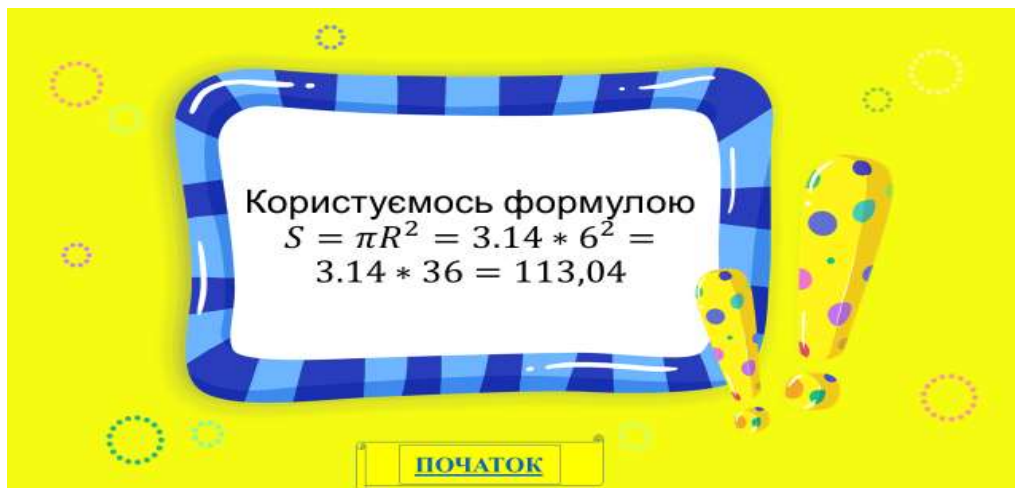 Користуємось формулою
𝑆 = 𝜋𝑅² = 3.14 ∗ 6² =
3.14 ∗ 36 = 113,04
ПОЧАТОК